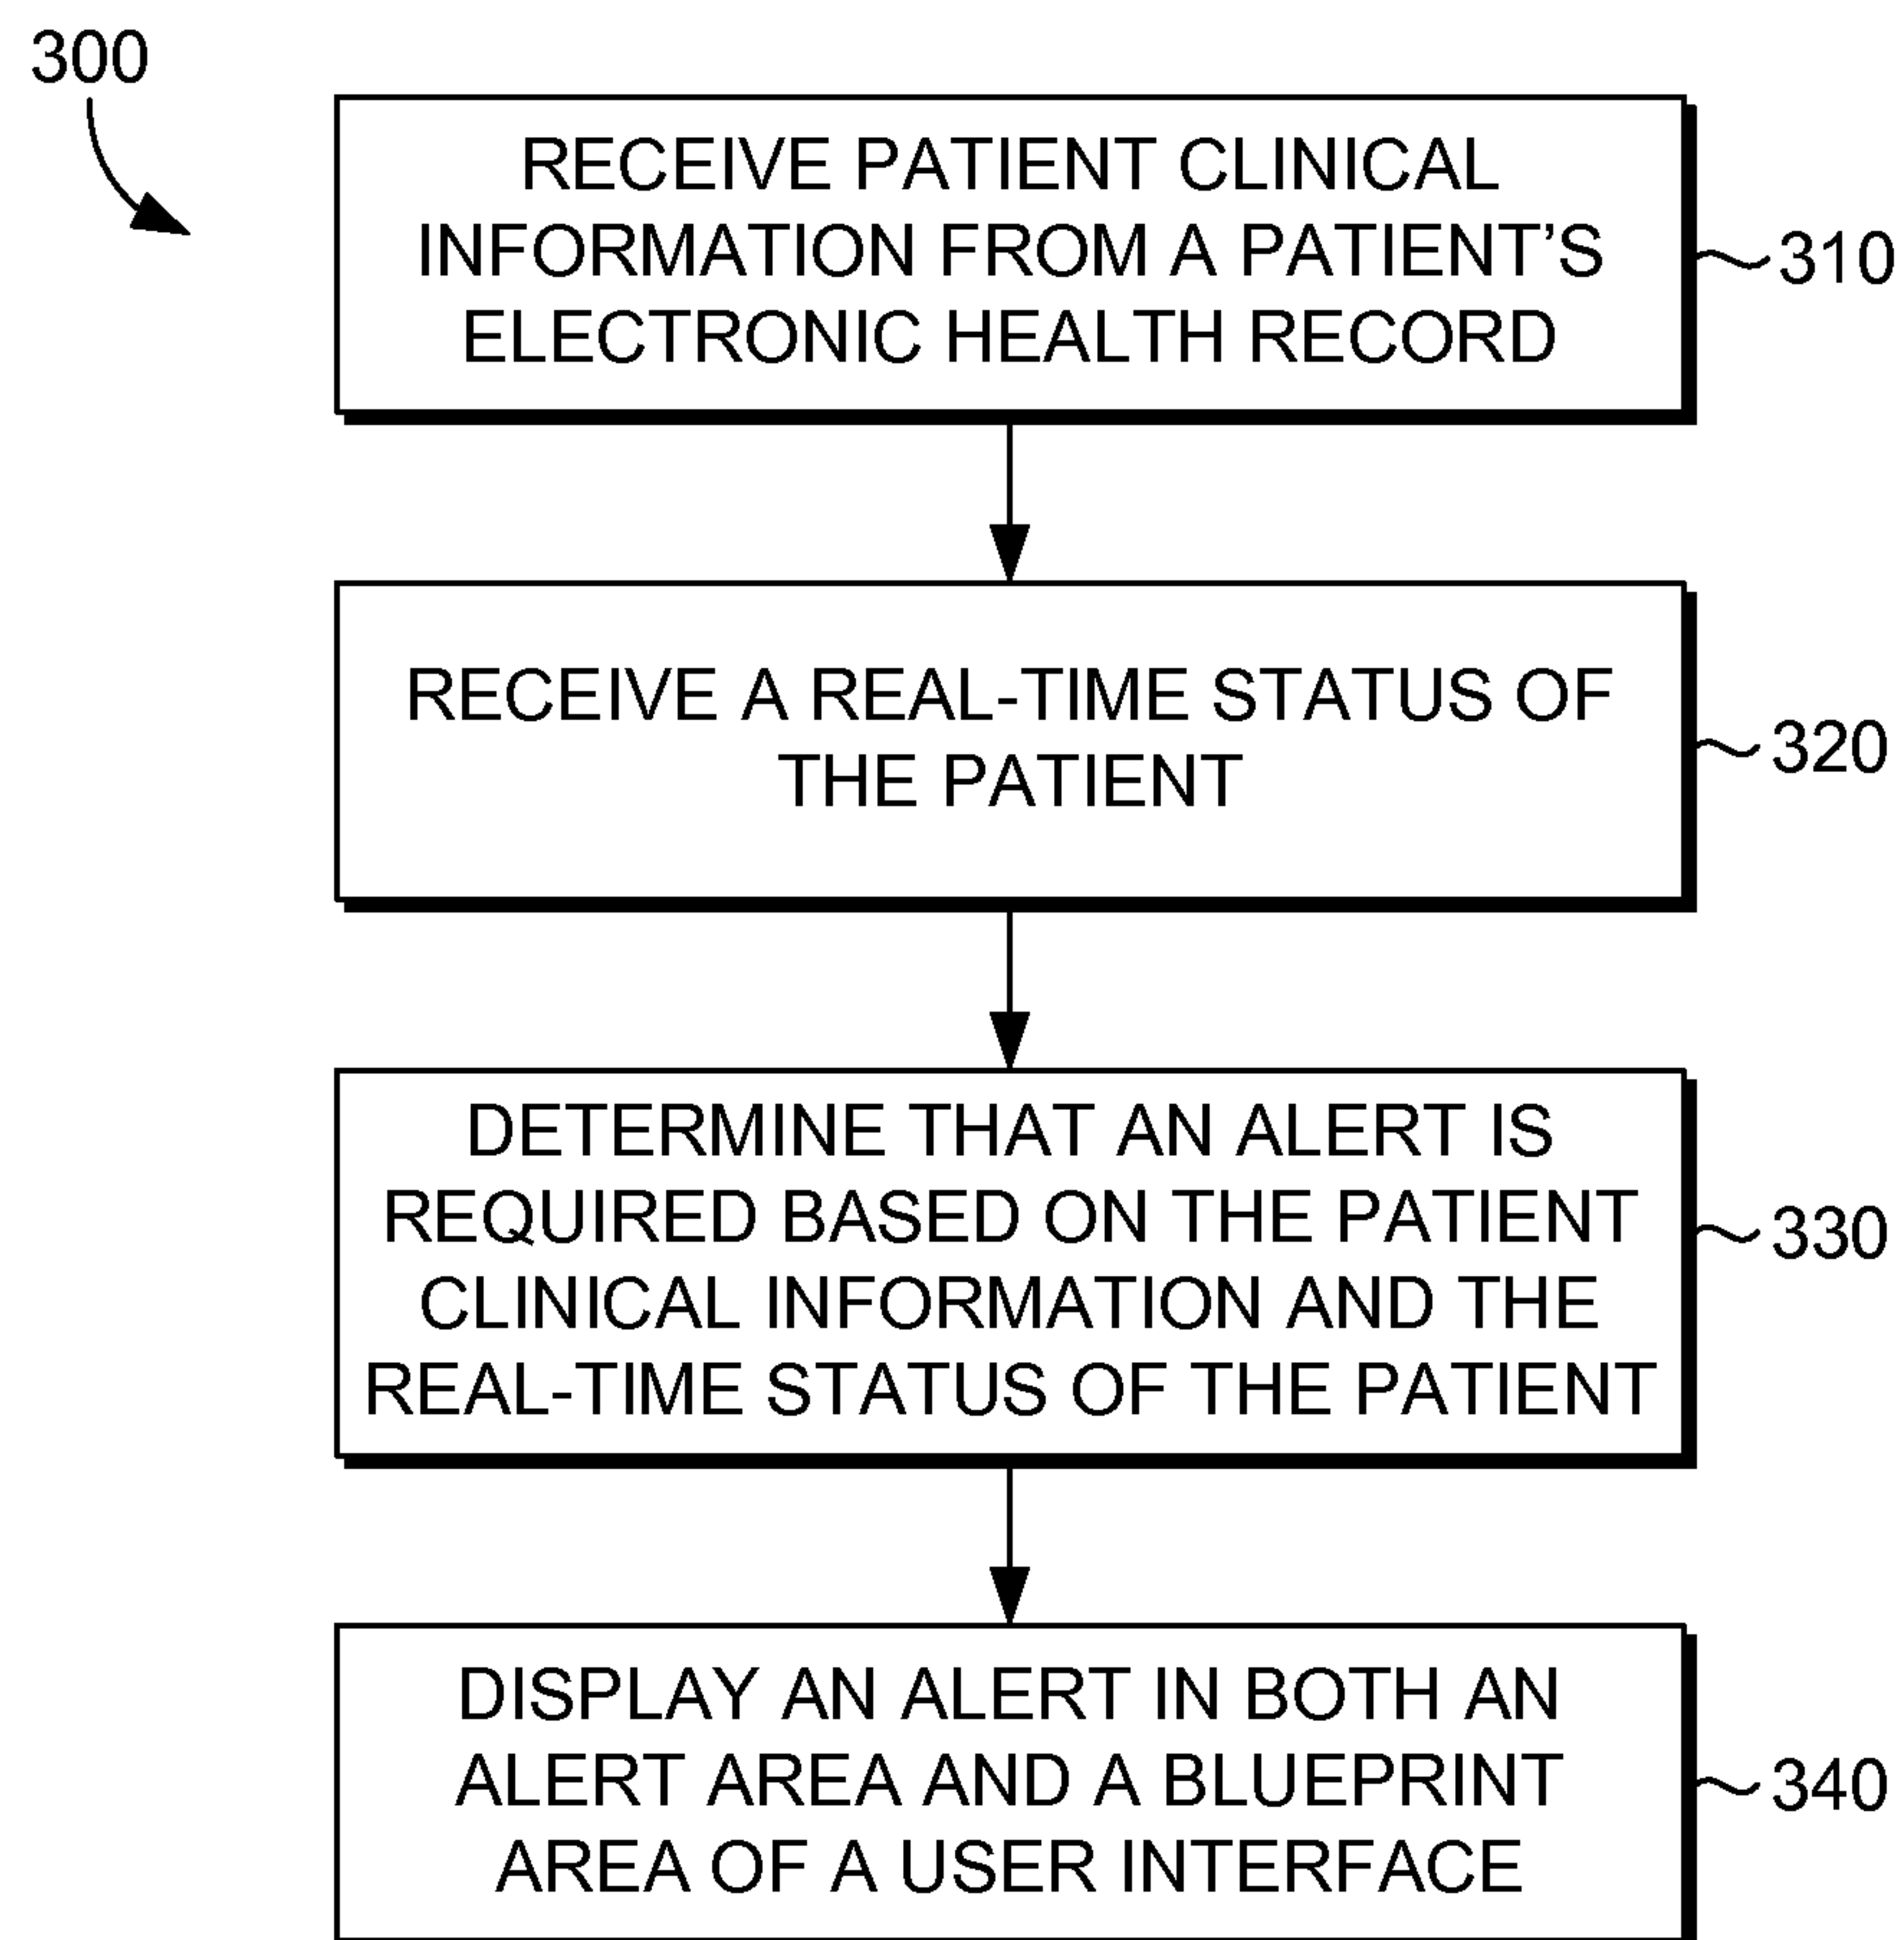 300
RECEIVE PATIENT CLINICAL
INFORMATION FROM A PATIENT’S
ELECTRONIC HEALTH RECORD
310
RECEIVE A REAL-TIME STATUS OF
THE PATIENT
320
DETERMINE THAT AN ALERT IS
REQUIRED BASED ON THE PATIENT
CLINICAL INFORMATION AND THE
REAL-TIME STATUS OF THE PATIENT
330
DISPLAY AN ALERT IN BOTH AN
ALERT AREA AND A BLUEPRINT
AREA OF A USER INTERFACE
340